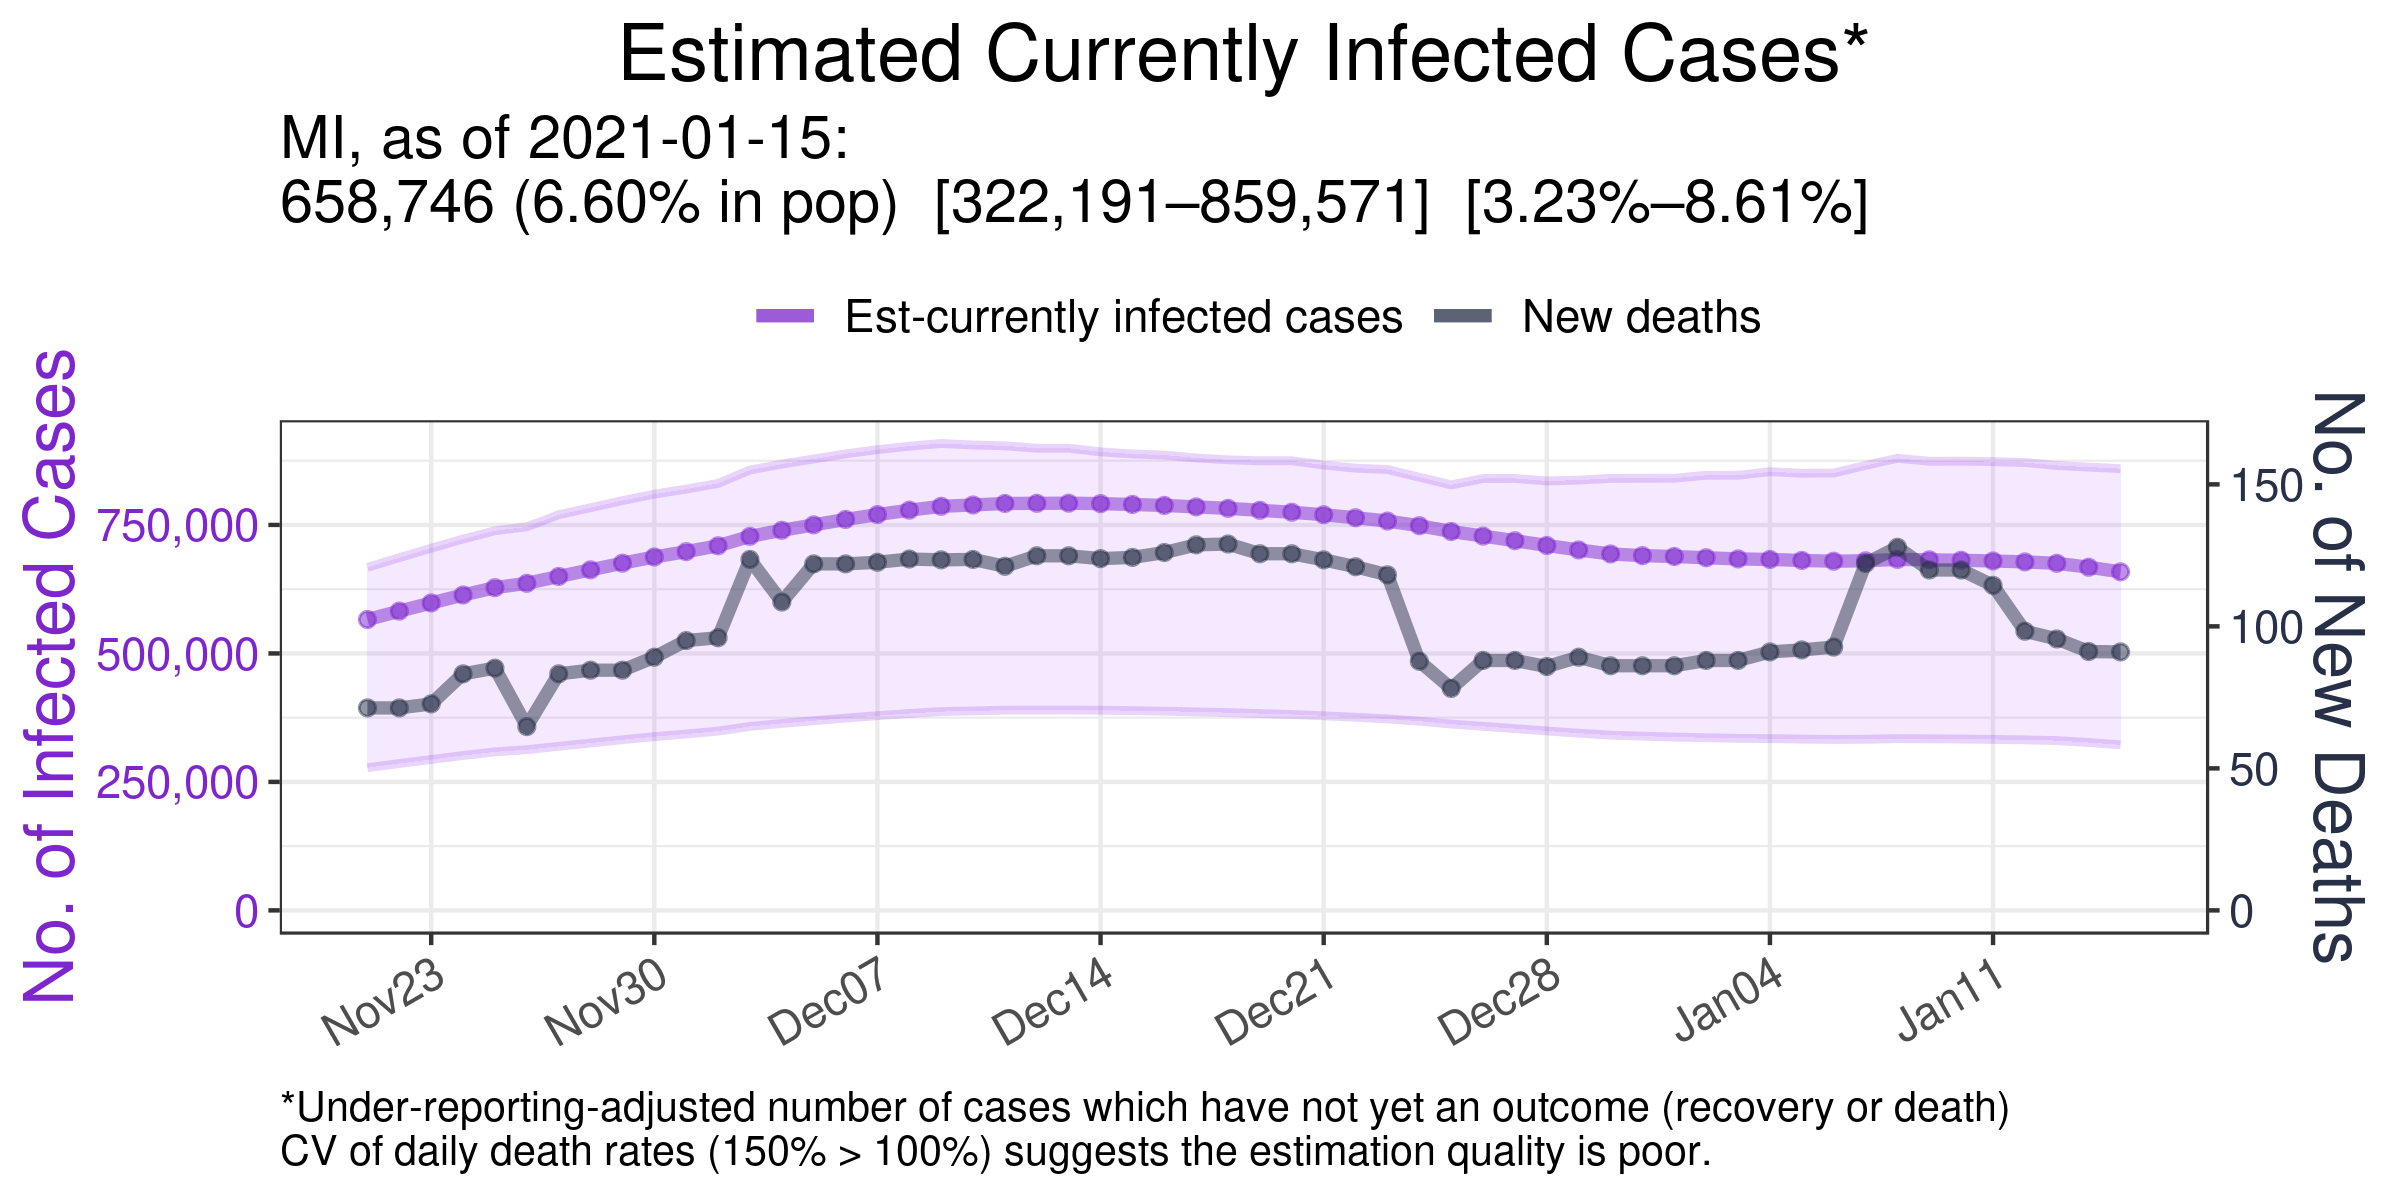 Estimated Currently Infected Cases*
MI, as of 2021-01-15:
658,746 (6.60% in pop) [322,191–859,571] [3.23%–8.61%]
Est-currently infected cases
New deaths
No. of Infected Cases
750,000
500,000
250,000
0
150
100
50
0
No. of New Deaths
Nov23
Nov30
Dec07
Dec14
Dec21
Dec28
Jan04
Jan11
*Under-reporting-adjusted number of cases which have not yet an outcome (recovery or death)
CV of daily death rates (150% > 100%) suggests the estimation quality is poor.